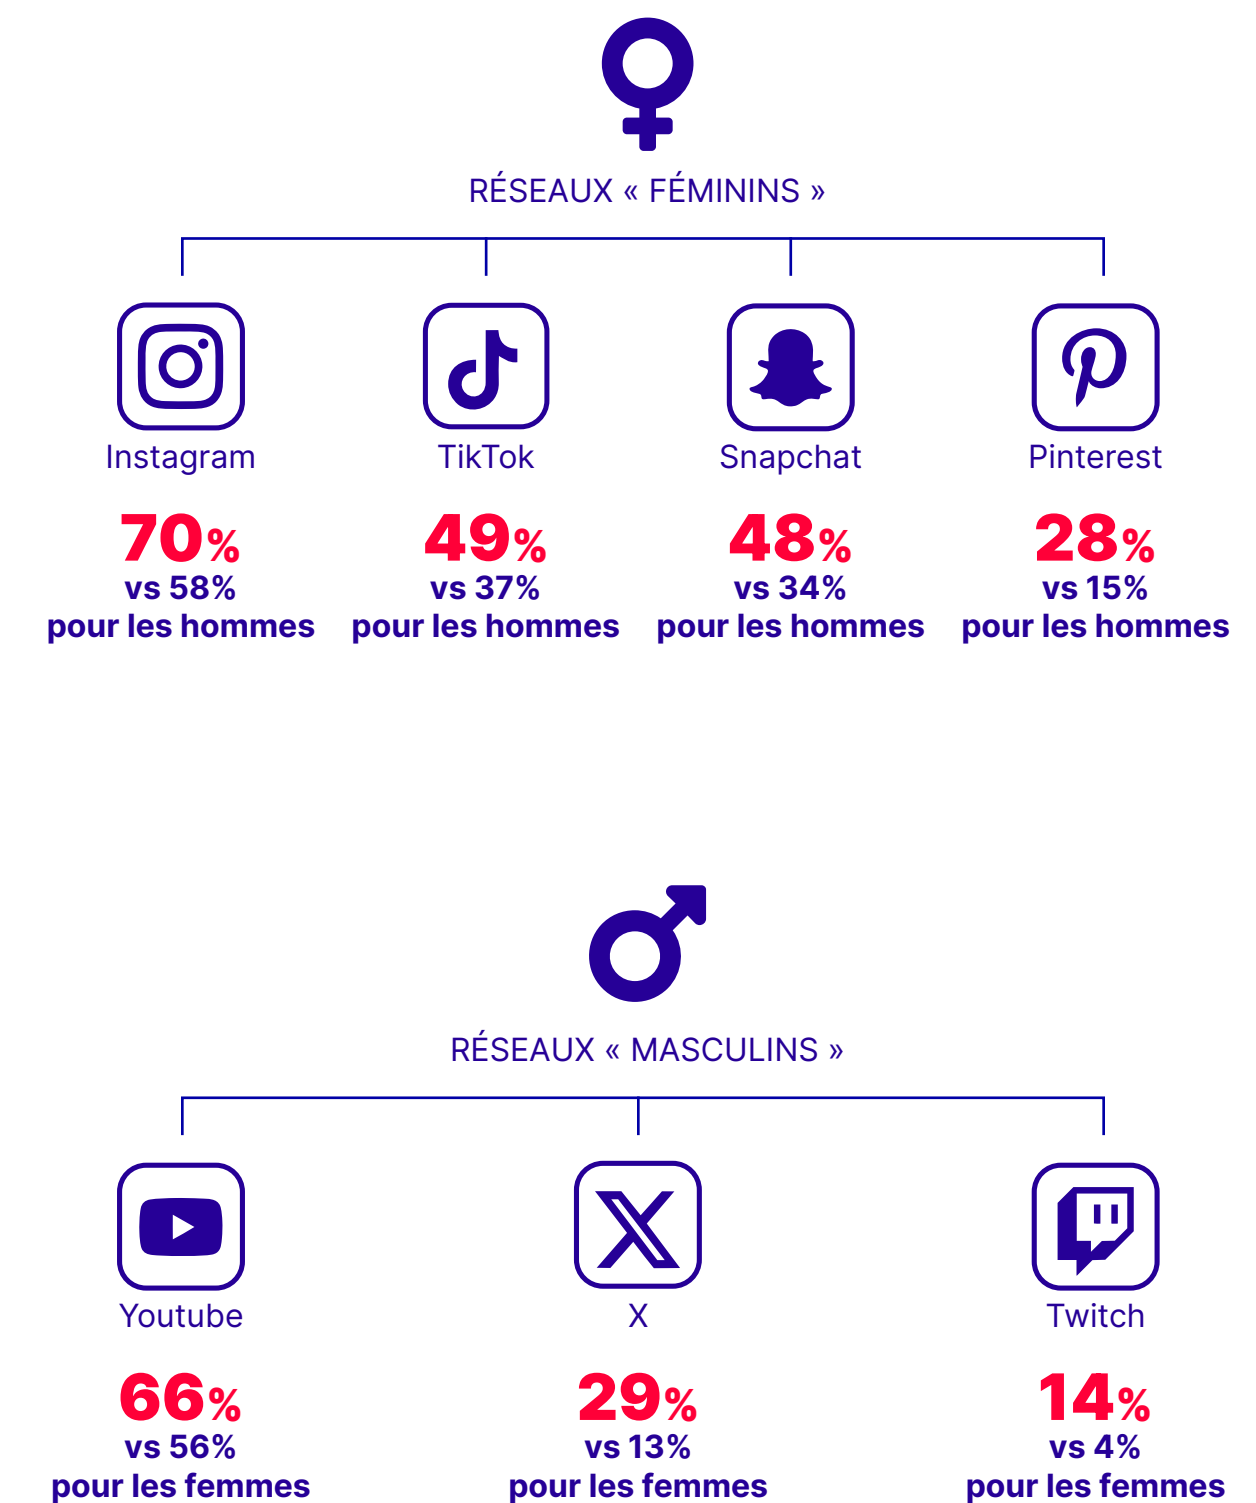 RÉSEAUX « FÉMININS »
Instagram
TikTok
Snapchat
Pinterest
70%
49%
48%
28%
vs 58%
vs 37%
vs 34%
vs 15%
pour les hommes
pour les hommes
pour les hommes
pour les hommes
RÉSEAUX « MASCULINS »
Youtube
X
Twitch
66%
29%
14%
vs 56%
vs 13%
vs 4%
pour les femmes
pour les femmes
pour les femmes